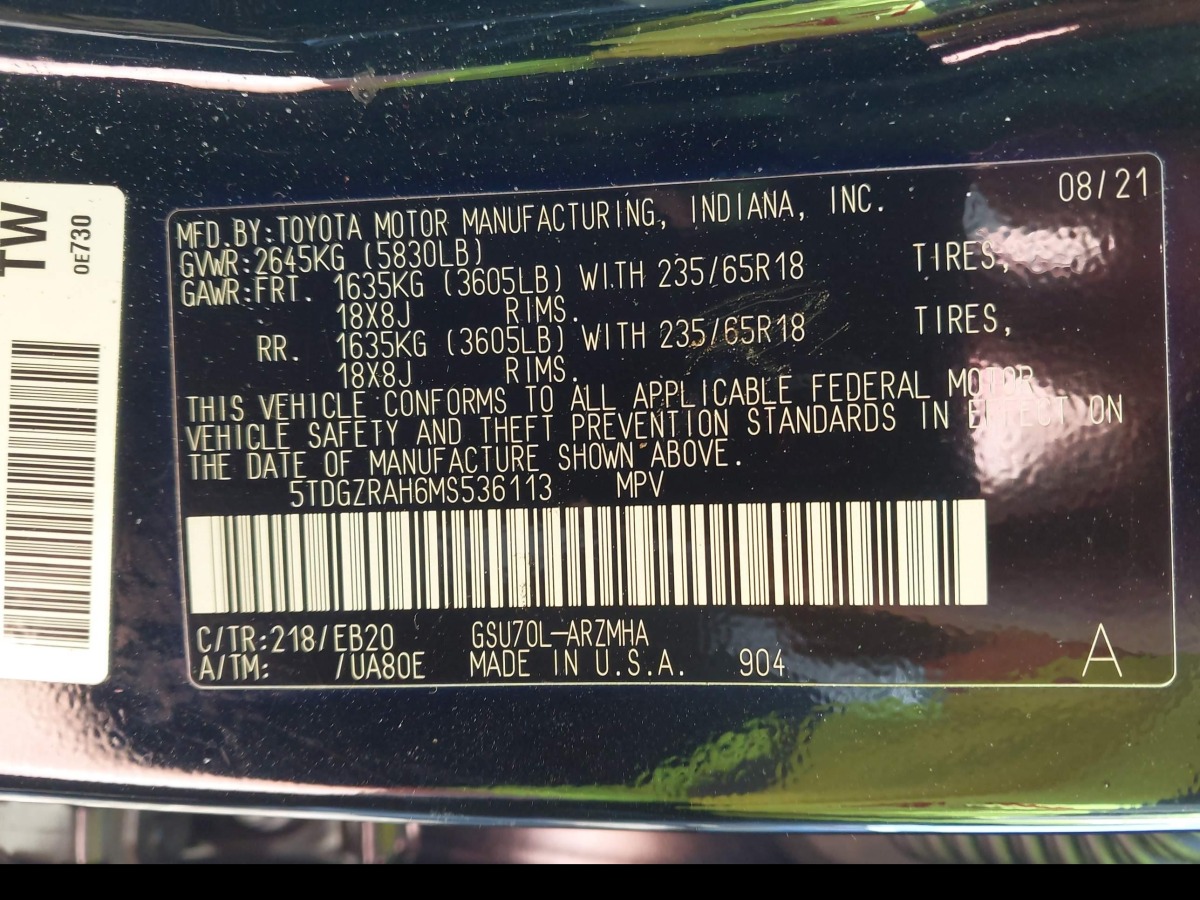 TW
0E730
08/21
MFD.BY:TOYOTA MOTOR MANUFACTURING, INDIANA, INC.
GVWR:2645KG (5830LB)
GAWR:FRT. 1635KG (3605LB) WITH 235/65R18 TIRES,
18X8J RIMS.
RR. 1635KG (3605LB) WITH 235/65R18 TIRES,
18X8J RIMS.
THIS VEHICLE CONFORMS TO ALL APPLICABLE FEDERAL MOTOR
VEHICLE SAFETY AND THEFT PREVENTION STANDARDS IN EFFECT ON
THE DATE OF MANUFACTURE SHOWN ABOVE.
5TDGZRAH6MS536113 MPV
C/TR:218/EB20 GSU70L-ARZMHA
A/TM: /UA80E MADE IN U.S.A. 904
A